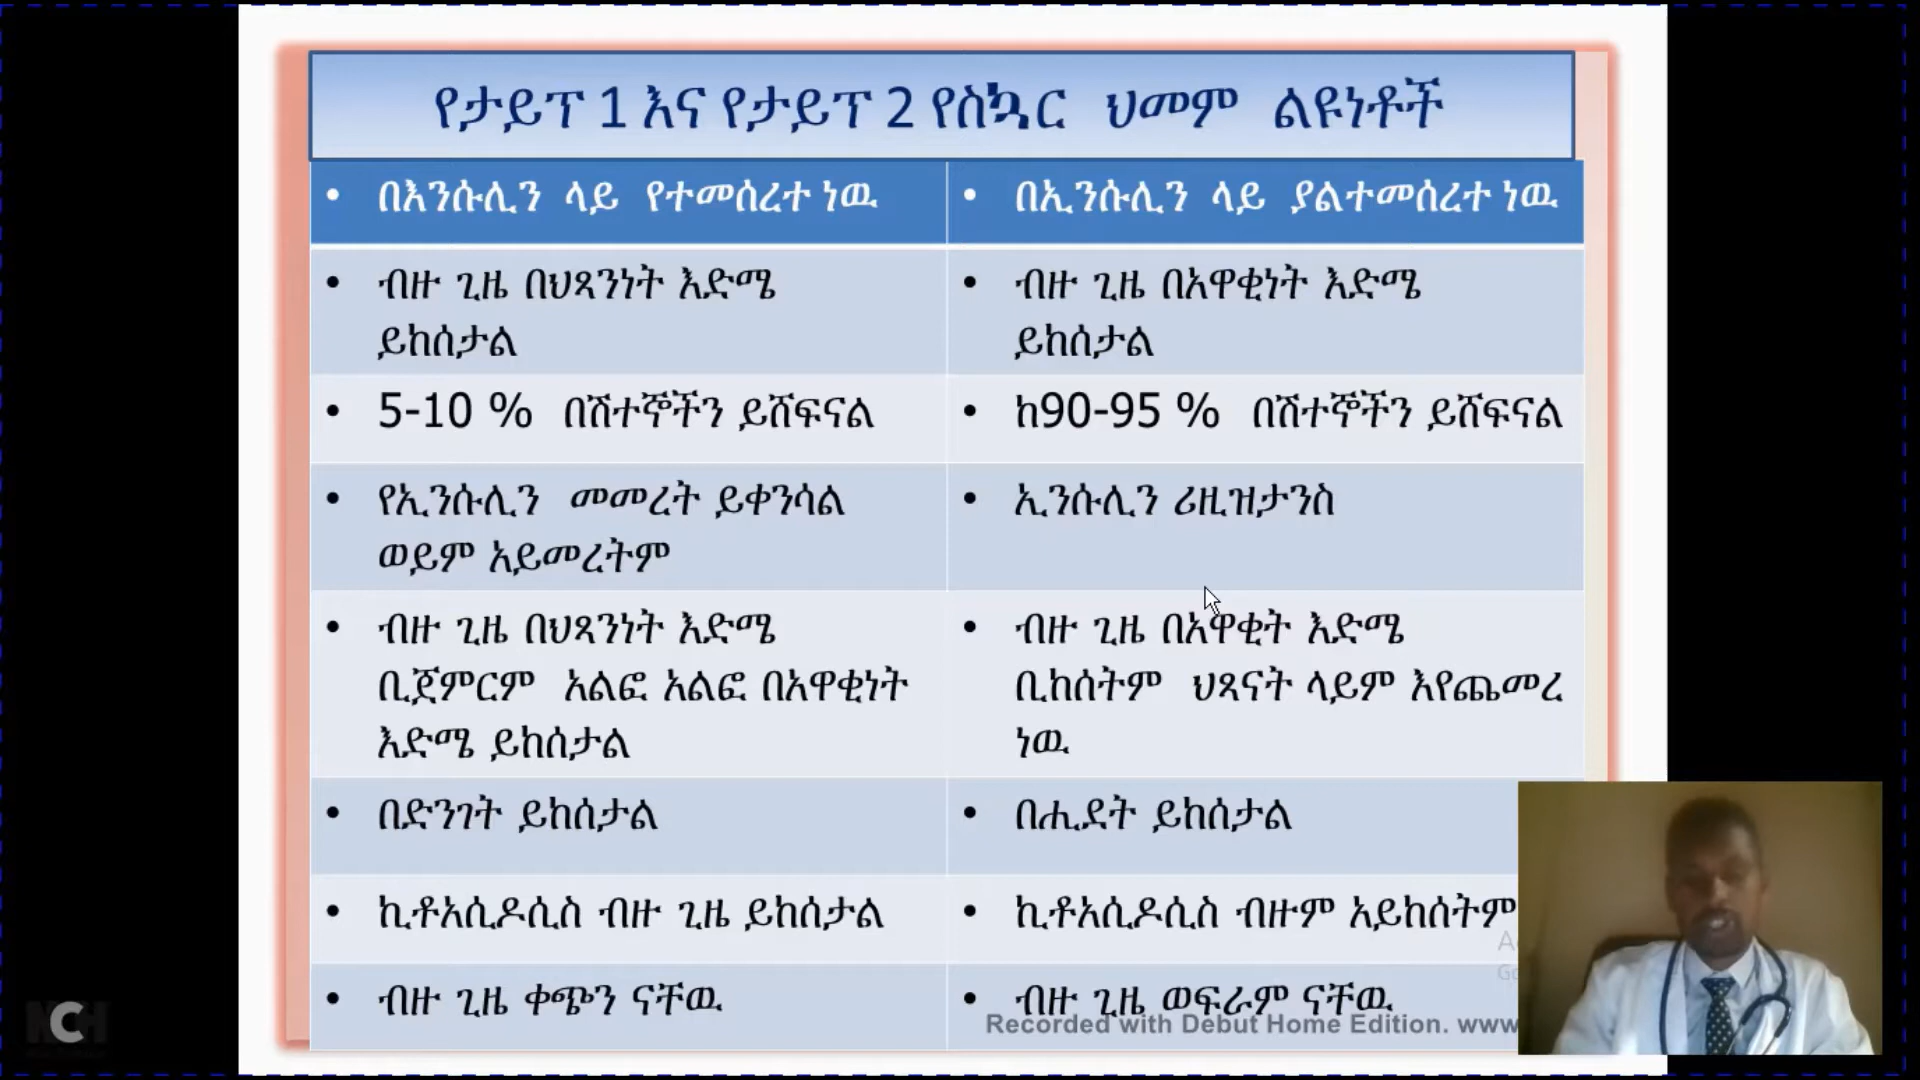 የታይፕ 1 እና የታይፕ 2 የስኳር ህመም ልዩነቶች
• በእንሱሊን ላይ የተመሰረተ ነዉ
• በኢንሱሊን ላይ ያልተመሰረተ ነዉ
• ብዙ ጊዜ በህጻንነት እድሜ
ይከሰታል
• ብዙ ጊዜ በአዋቂነት እድሜ
ይከሰታል
• 5-10 % በሽተኞችን ይሸፍናል
• ከ90-95 % በሽተኞችን ይሸፍናል
• የኢንሱሊን መመረት ይቀንሳል
ወይም አይመረትም
• ኢንሱሊን ሪዚዝታንስ
• ብዙ ጊዜ በህጻንነት እድሜ
ቢጀምርም አልፎ አልፎ በአዋቂነት
እድሜ ይከሰታል
• ብዙ ጊዜ በአዋቂት እድሜ
ቢከሰትም ህጻናት ላይም እየጨመረ
ነዉ
• በድንገት ይከሰታል
• በሒደት ይከሰታል
• ኪቶአሲዶሲስ ብዙ ጊዜ ይከሰታል
• ኪቶአሲዶሲስ ብዙም አይከሰትም
• ብዙ ጊዜ ቀጭን ናቸዉ
• ብዙ ጊዜ ወፍራም ናቸዉ
Recorded with Debut Home Edition. www
NCH